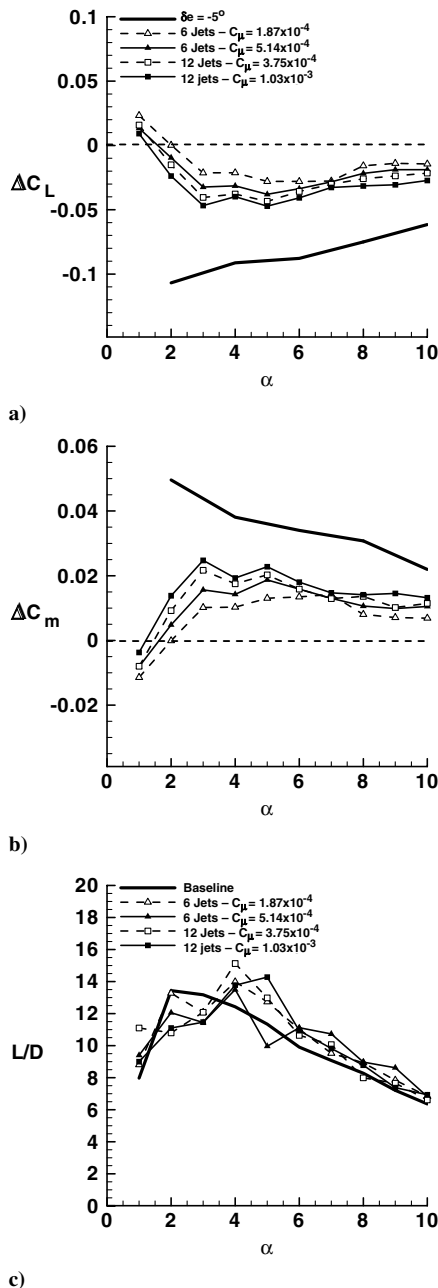 δe = -5°
6 Jets – Cμ = 1.87x10-4
6 Jets – Cμ = 5.14x10-4
12 Jets – Cμ = 3.75x10-4
12 jets – Cμ = 1.03x10-3
0.1
0.05
0
-0.05
-0.1
ΔCL
0 2 4 6 8 10
α
a)
0.06
0.04
0.02
0
-0.02
ΔCm
0 2 4 6 8 10
α
b)
Baseline
6 Jets – Cμ = 1.87x10-4
6 Jets – Cμ = 5.14x10-4
12 Jets – Cμ = 3.75x10-4
12 jets – Cμ = 1.03x10-3
20
18
16
14
12
10
8
6
4
2
0
L/D
0 2 4 6 8 10
α
c)